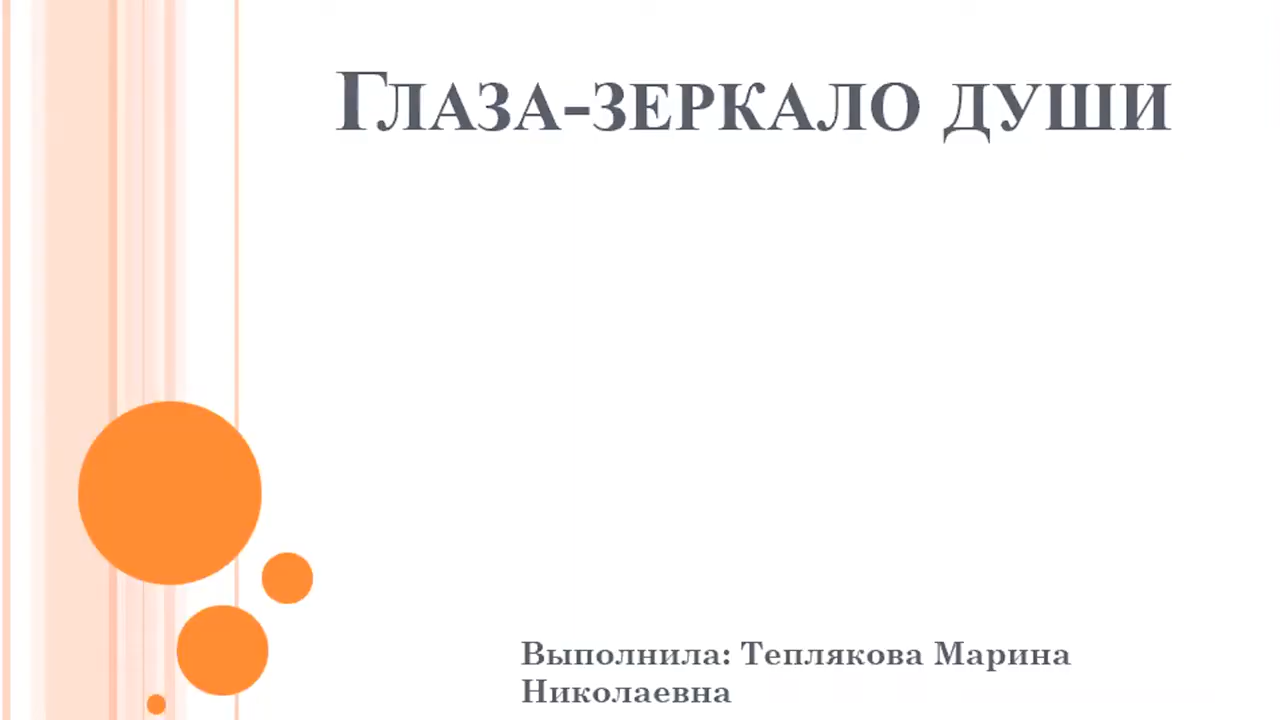 Глаза-зеркало души
Выполнила: Теплякова Марина
Николаевна